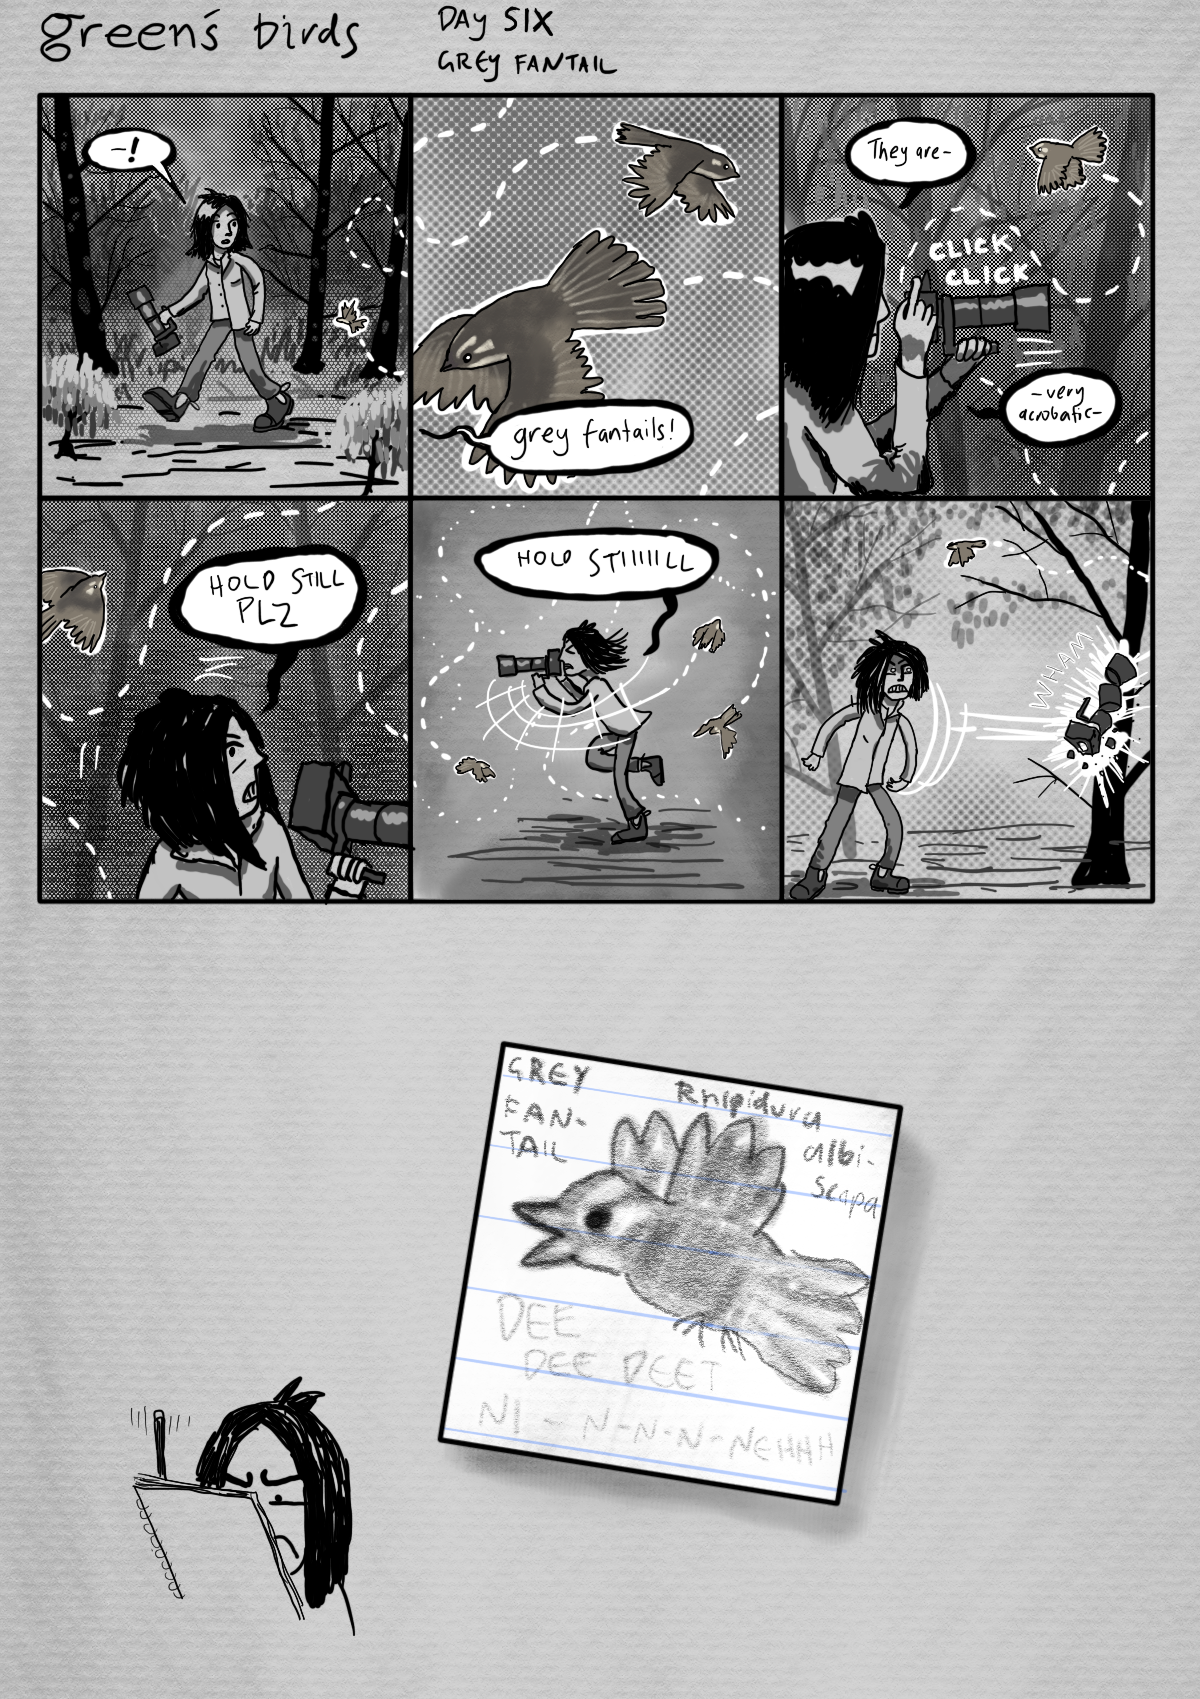 green's birds
DAY SIX
GREY FANTAIL
-!
grey fantails!
They are-
CLICK
CLICK
-very
acrobatic-
HOLD STILL
PLZ
HOLD STIIIIILL
WHAM
GREY
FAN-
TAIL
Rhipidura
albi-
scapa
DEE
DEE DEET
NI - N-N-N-NEHHH